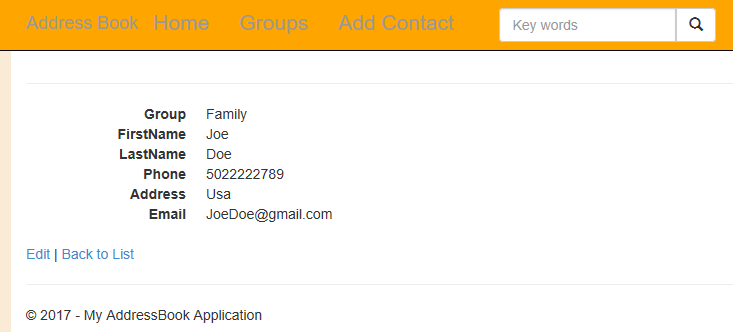 Address Book Home Groups Add Contact Key words
Group Family
FirstName Joe
LastName Doe
Phone 5022222789
Address Usa
Email JoeDoe@gmail.com
Edit | Back to List
© 2017 - My AddressBook Application